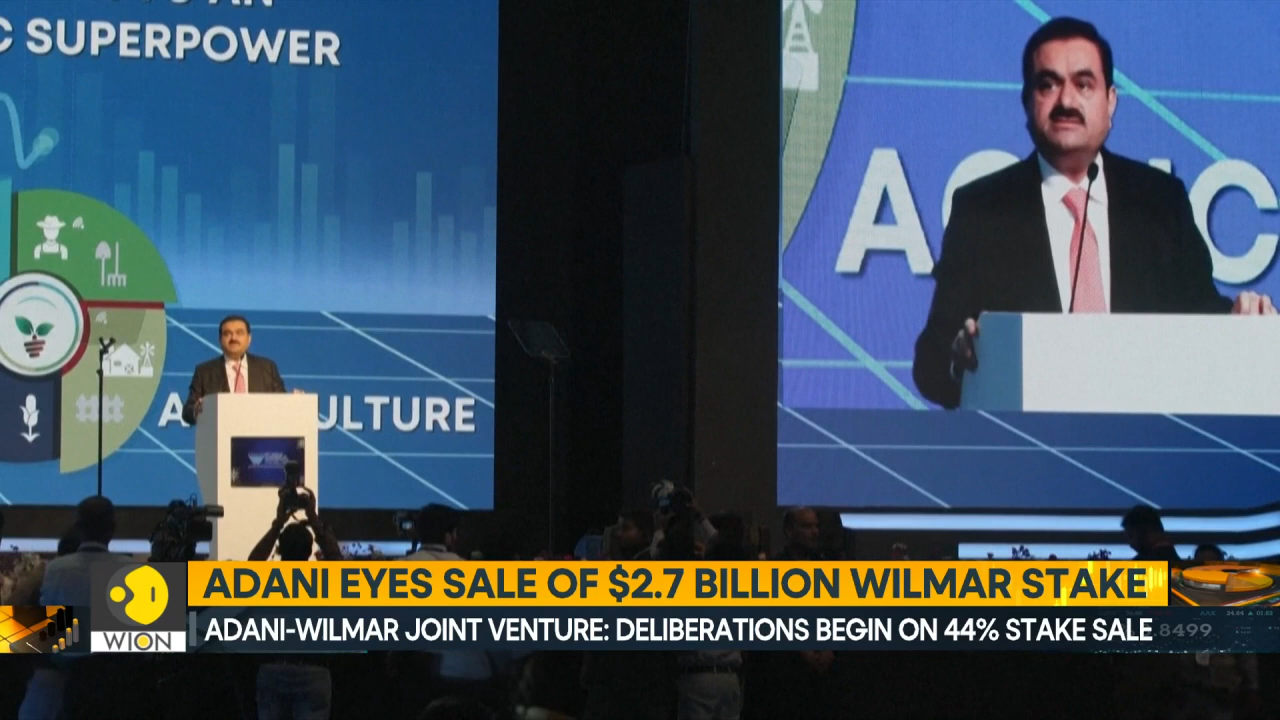 C SUPERPOWER
ULTURE
ADANI EYES SALE OF $2.7 BILLION WILMAR STAKE
ADANI-WILMAR JOINT VENTURE: DELIBERATIONS BEGIN ON 44% STAKE SALE
WION
8499